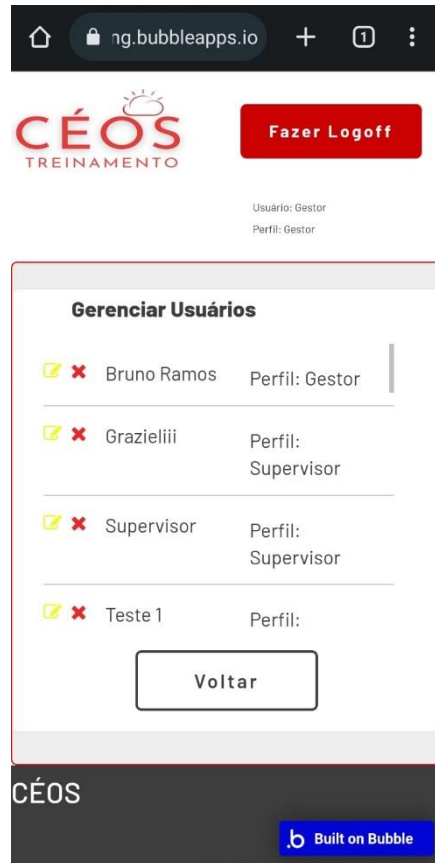 ng.bubbleapps.io
1
CÉOS
TREINAMENTO
Fazer Logoff
Usuário: Gestor
Perfil: Gestor
Gerenciar Usuários
Bruno Ramos Perfil: Gestor
Grazieliii Perfil:
Supervisor
Supervisor Perfil:
Supervisor
Teste 1 Perfil:
Voltar
CÉOS
.b Built on Bubble